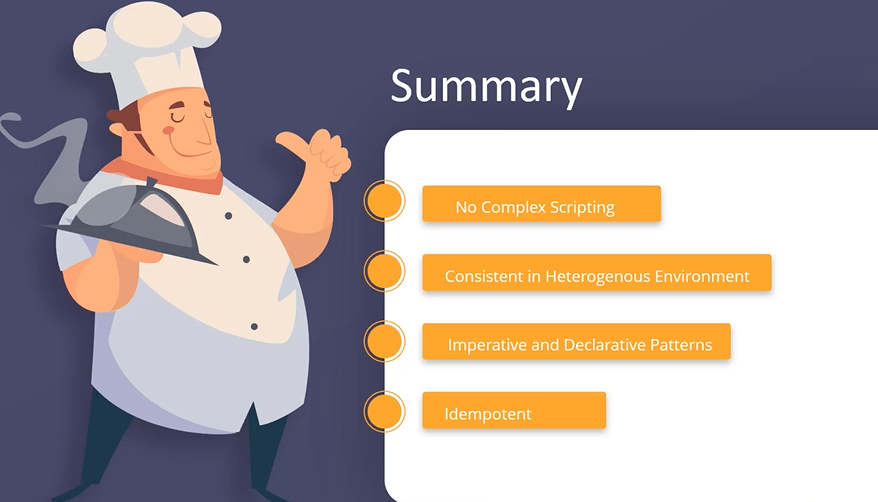 Summary
No Complex Scripting
Consistent in Heterogenous Environment
Imperative and Declarative Patterns
Idempotent